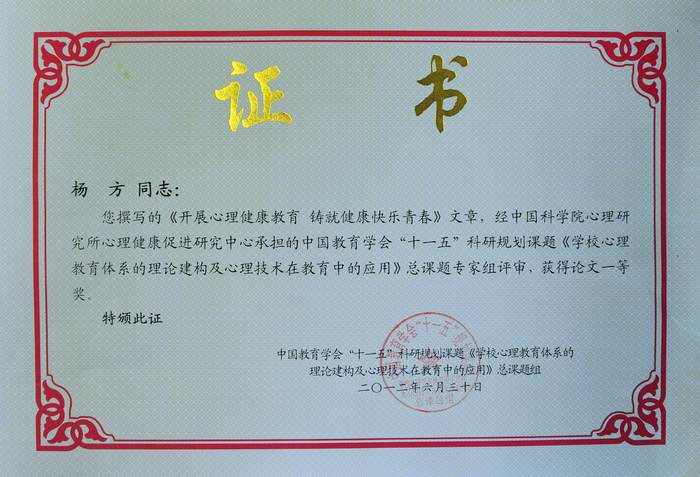 证 书
杨 方 同志：
您撰写的《开展心理健康教育 铸就健康快乐青春》文章，经中国科学院心理研
究所心理健康促进研究中心承担的中国教育学会“十一五”科研规划课题《学校心理
教育体系的理论建构及心理技术在教育中的应用》总课题专家组评审，获得论文一等
奖。
特颁此证
中国教育学会“十一五”科研规划课题《学校心理教育体系的
理论建构及心理技术在教育中的应用》总课题组
二〇一二年六月三十日